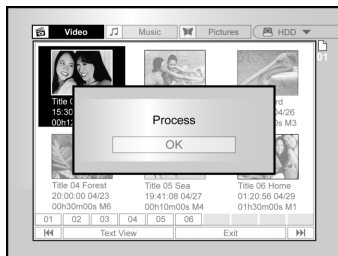 Video Music Pictures HDD
01
Title
15:30
00h1
Process
OK
rd
04/26
0s M3
Title 04 Forest
20:00:00 04/23
00h30m00s M6
Title 05 Sea
19:41:08 04/27
00h10m00s M4
Title 06 Home
01:20:56 04/29
01h30m00s M1
01 02 03 04 05 06
Text View Exit